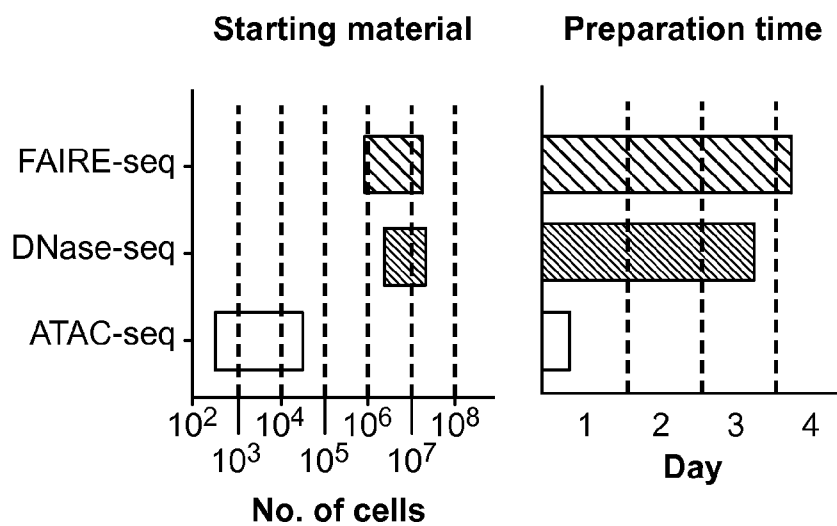 Starting material
Preparation time
FAIRE-seq
DNase-seq
ATAC-seq
10² 10⁴ 10⁶ 10⁸
10³ 10⁵ 10⁷
1 2 3 4
No. of cells
Day